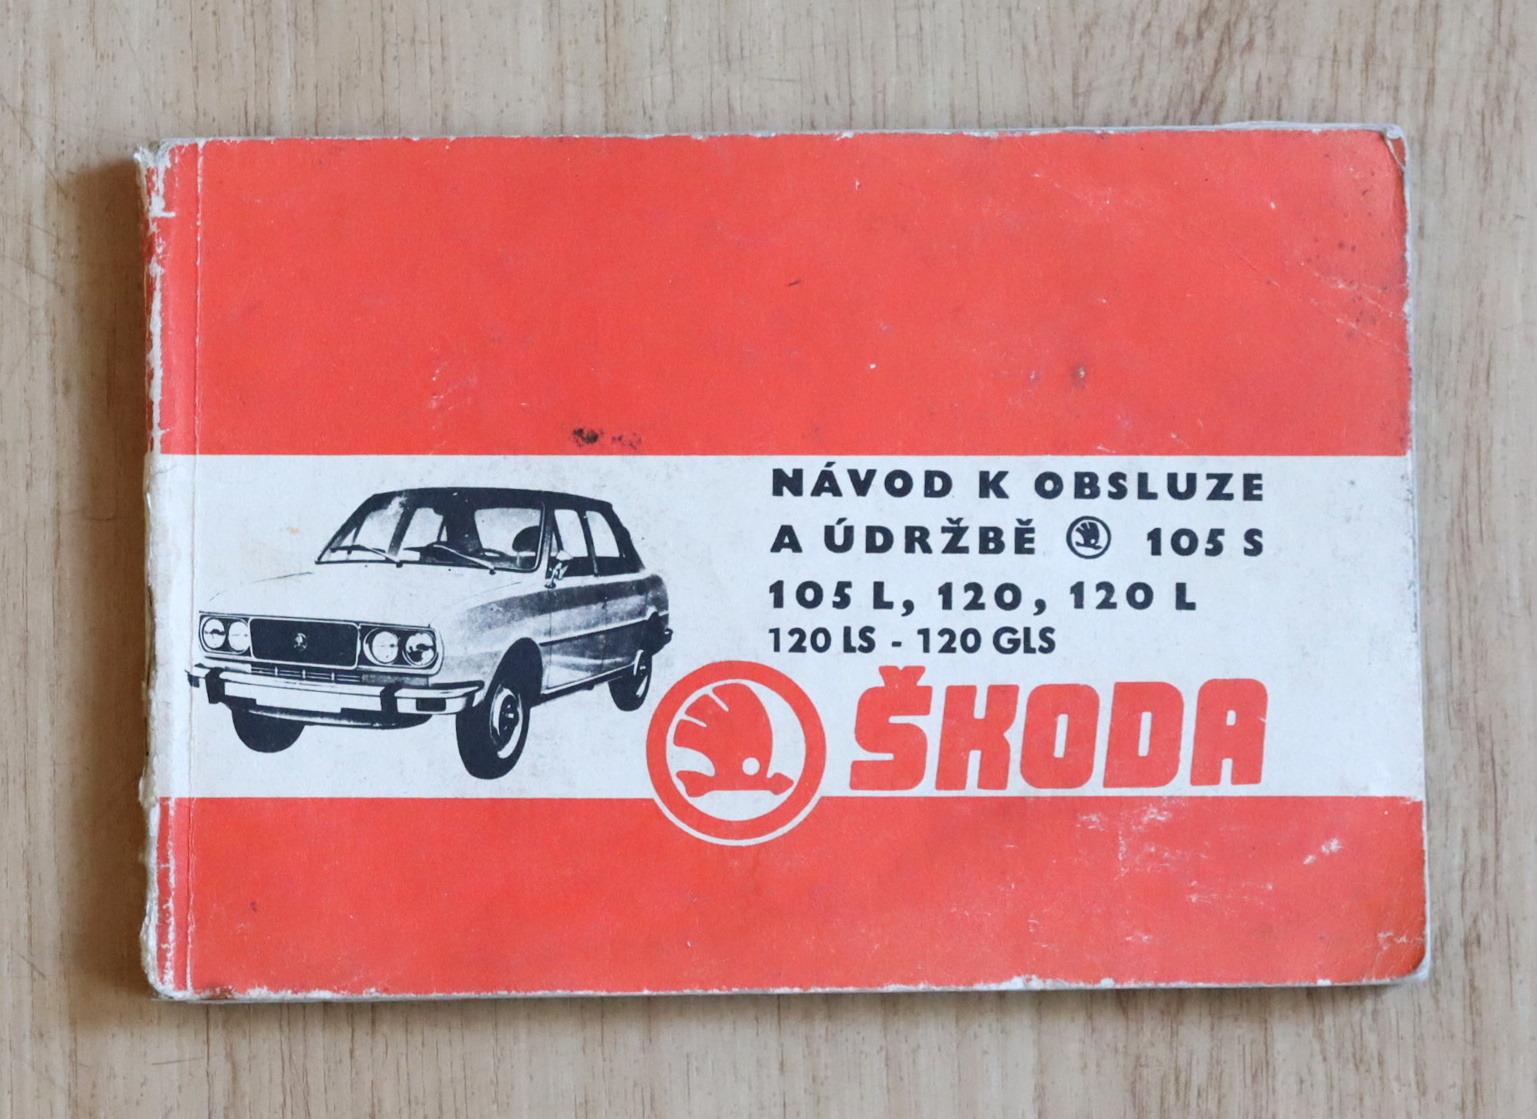 NÁVOD K OBSLUZE
A ÚDRŽBĚ 105 S
105 L, 120, 120 L
120 LS - 120 GLS
ŠKODA